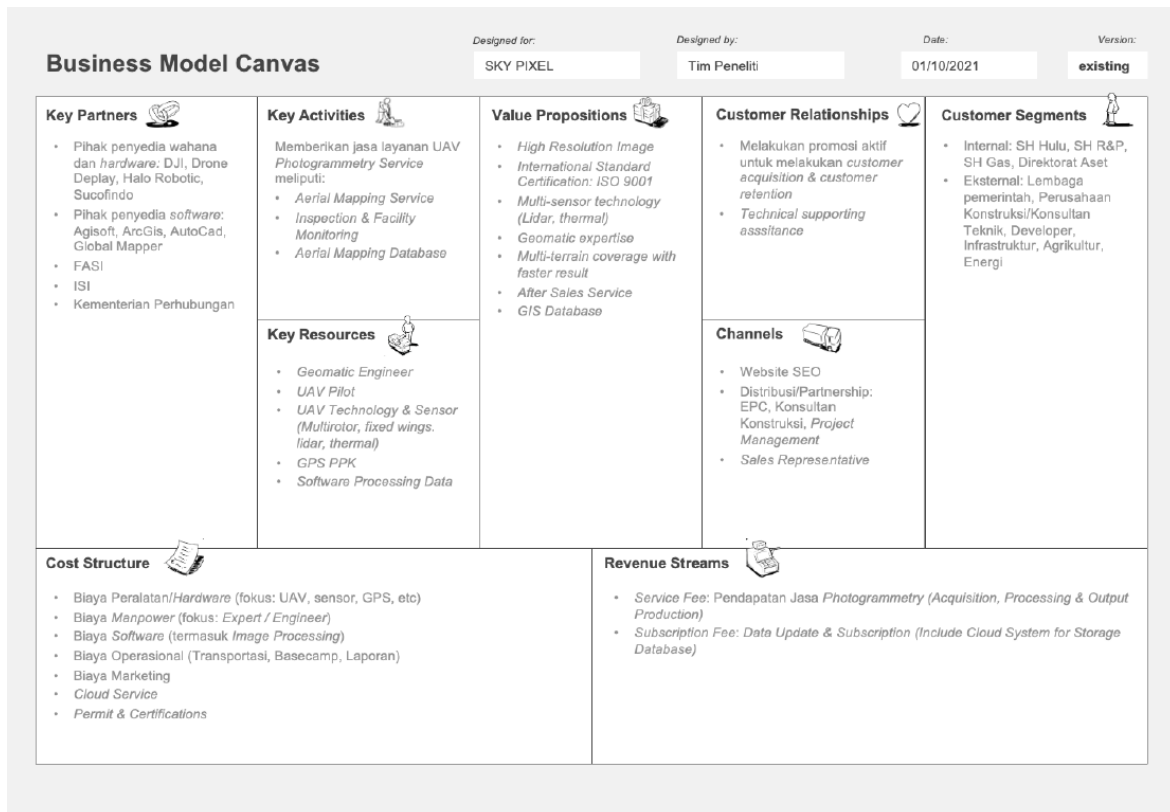 Designed for:
Designed by:
Date:
Version:
Business Model Canvas
SKY PIXEL
Tim Peneliti
01/10/2021
existing
Key Partners
• Pihak penyedia wahana
dan hardware: DJI, Drone
Deplay, Halo Robotic,
Sucofindo
• Pihak penyedia software:
Agisoft, ArcGis, AutoCad,
Global Mapper
• FASI
• ISI
• Kementerian Perhubungan
Key Activities
Memberikan jasa layanan UAV
Photogrammetry Service
meliputi:
• Aerial Mapping Service
• Inspection & Facility
Monitoring
• Aerial Mapping Database
Key Resources
• Geomatic Engineer
• UAV Pilot
• UAV Technology & Sensor
(Multirotor, fixed wings.
lidar, thermal)
• GPS PPK
• Software Processing Data
Value Propositions
• High Resolution Image
• International Standard
Certification: ISO 9001
• Multi-sensor technology
(Lidar, thermal)
• Geomatic expertise
• Multi-terrain coverage with
faster result
• After Sales Service
• GIS Database
Customer Relationships
• Melakukan promosi aktif
untuk melakukan customer
acquisition & customer
retention
• Technical supporting
asssitance
Channels
• Website SEO
• Distribusi/Partnership:
EPC, Konsultan
Konstruksi, Project
Management
• Sales Representative
Customer Segments
• Internal: SH Hulu, SH R&P,
SH Gas, Direktorat Aset
• Eksternal: Lembaga
pemerintah, Perusahaan
Konstruksi/Konsultan
Teknik, Developer,
Infrastruktur, Agrikultur,
Energi
Cost Structure
• Biaya Peralatan/Hardware (fokus: UAV, sensor, GPS, etc)
• Biaya Manpower (fokus: Expert / Engineer)
• Biaya Software (termasuk Image Processing)
• Biaya Operasional (Transportasi, Basecamp, Laporan)
• Biaya Marketing
• Cloud Service
• Permit & Certifications
Revenue Streams
• Service Fee: Pendapatan Jasa Photogrammetry (Acquisition, Processing & Output
Production)
• Subscription Fee: Data Update & Subscription (Include Cloud System for Storage
Database)